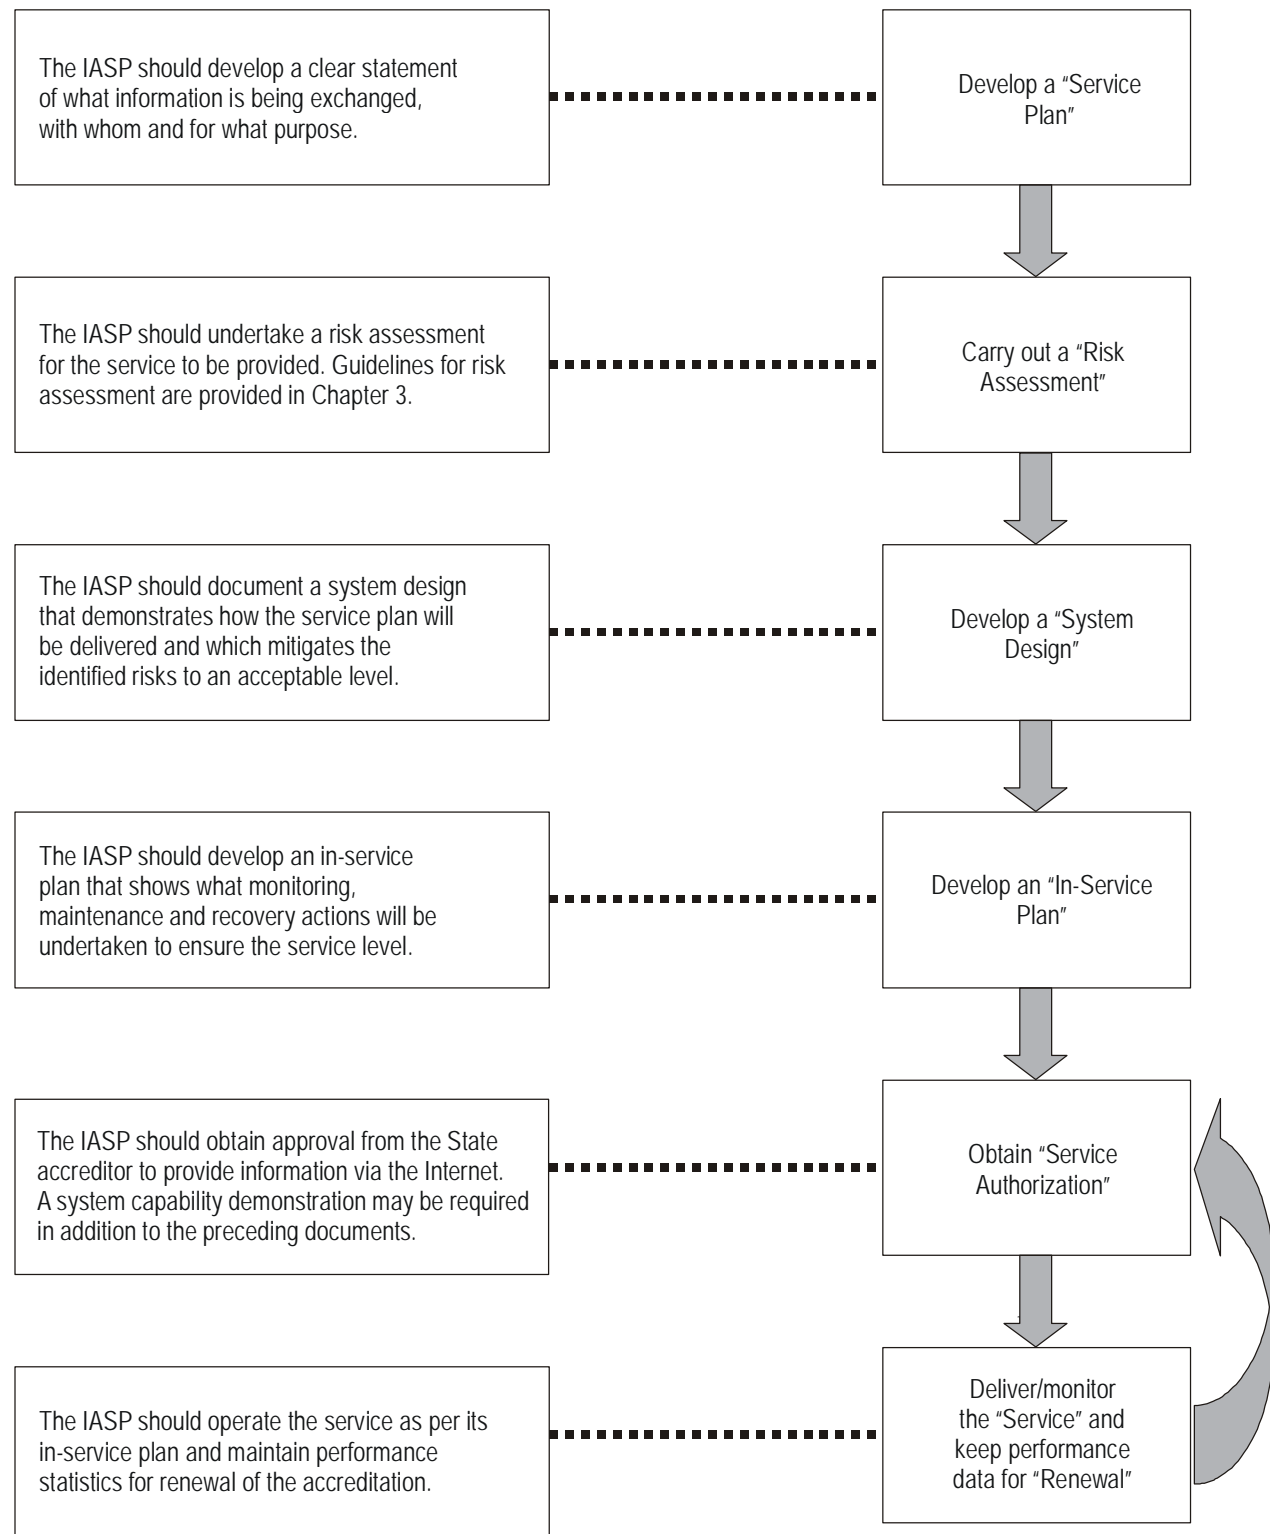 The IASP should develop a clear statement
of what information is being exchanged,
with whom and for what purpose.
Develop a “Service
Plan”
The IASP should undertake a risk assessment
for the service to be provided. Guidelines for risk
assessment are provided in Chapter 3.
Carry out a “Risk
Assessment”
The IASP should document a system design
that demonstrates how the service plan will
be delivered and which mitigates the
identified risks to an acceptable level.
Develop a “System
Design”
The IASP should develop an in-service
plan that shows what monitoring,
maintenance and recovery actions will be
undertaken to ensure the service level.
Develop an “In-Service
Plan”
The IASP should obtain approval from the State
accreditor to provide information via the Internet.
A system capability demonstration may be required
in addition to the preceding documents.
Obtain “Service
Authorization”
The IASP should operate the service as per its
in-service plan and maintain performance
statistics for renewal of the accreditation.
Deliver/monitor
the “Service” and
keep performance
data for “Renewal”